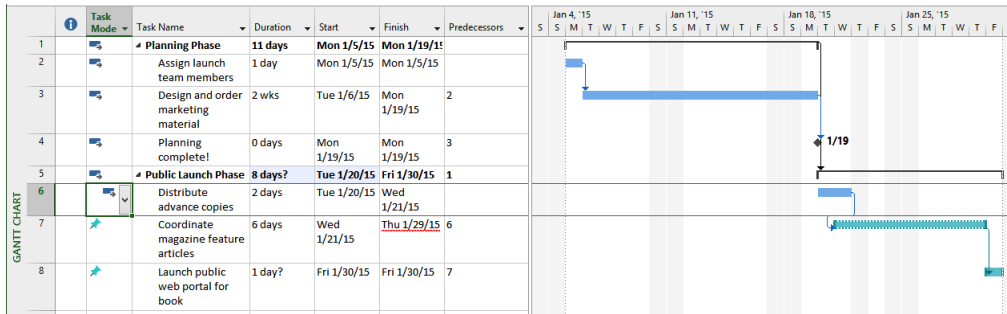 Jan 4, '15 Jan 11, '15 Jan 18, '15 Jan 25, '15
Task Mode Task Name Duration Start Finish Predecessors
S S M T W T F S S M T W T F S S M T W T F S S M T W T F
1 Planning Phase 11 days Mon 1/5/15 Mon 1/19/15
2 Assign launch team members 1 day Mon 1/5/15 Mon 1/5/15
3 Design and order marketing material 2 wks Tue 1/6/15 Mon 1/19/15 2
4 Planning complete! 0 days Mon 1/19/15 Mon 1/19/15 3
1/19
5 Public Launch Phase 8 days? Tue 1/20/15 Fri 1/30/15 1
6 Distribute advance copies 2 days Tue 1/20/15 Wed 1/21/15
7 Coordinate magazine feature articles 6 days Wed 1/21/15 Thu 1/29/15 6
8 Launch public web portal for book 1 day? Fri 1/30/15 Fri 1/30/15 7
GANTT CHART